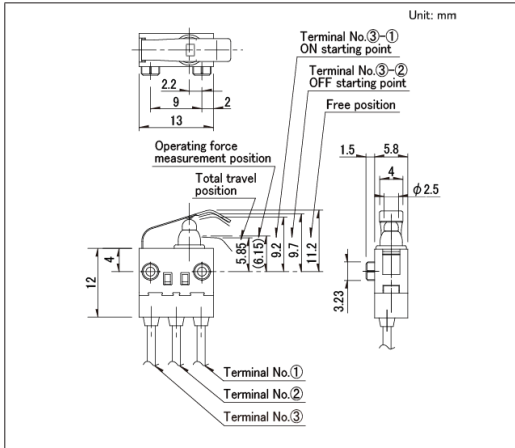 Unit: mm
Terminal No.③-①
ON starting point
Terminal No.③-②
OFF starting point
Free position
2.2
9
2
13
Operating force
measurement position
Total travel
position
1.5
5.8
4
φ2.5
12
4
5.85
(6.15)
9.2
9.7
11.2
3.23
Terminal No.①
Terminal No.②
Terminal No.③